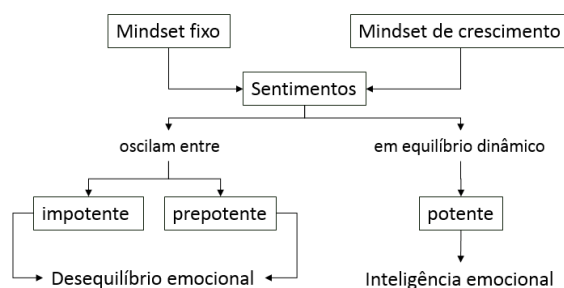 Mindset fixo
Mindset de crescimento
Sentimentos
oscilam entre
em equilíbrio dinâmico
impotente
prepotente
potente
Desequilíbrio emocional
Inteligência emocional